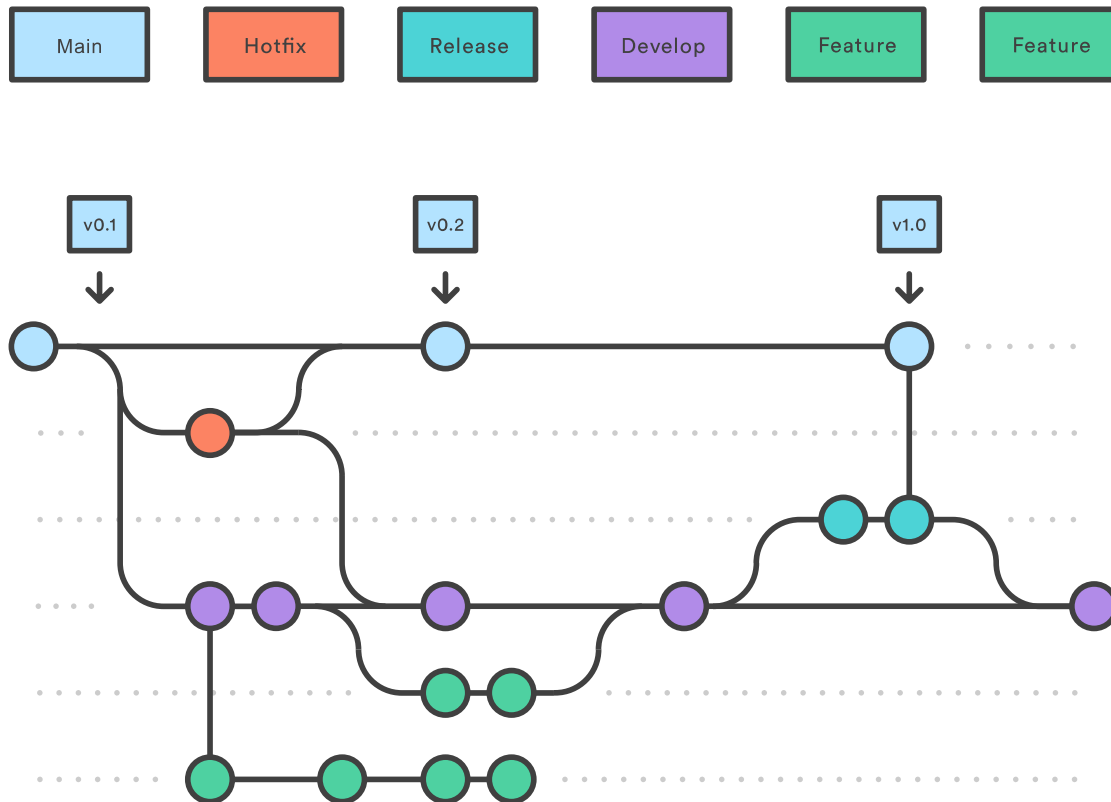 Main
Hotfix
Release
Develop
Feature
Feature
v0.1
v0.2
v1.0